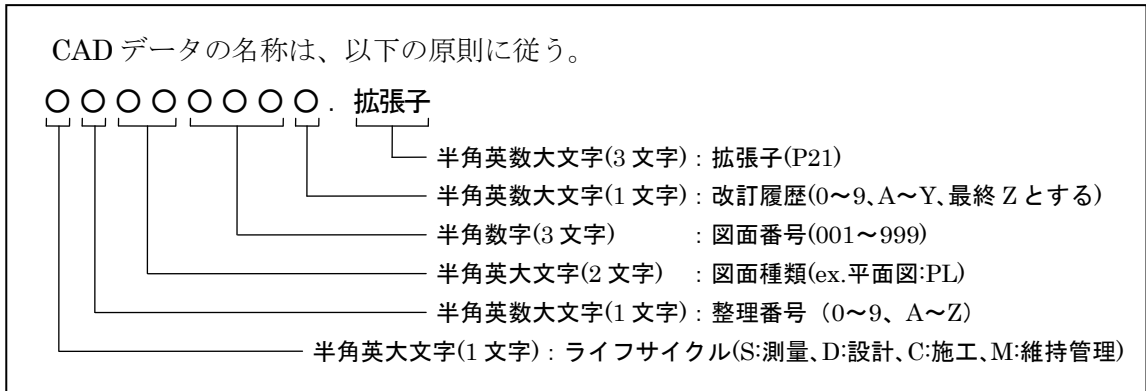 CAD データの名称は、以下の原則に従う。
○ ○ ○ ○ ○ ○ ○ ○ . 拡張子
半角英数大文字(3 文字)：拡張子(P21)
半角英数大文字(1 文字)：改訂履歴(0～9、A～Y、最終 Z とする)
半角数字(3 文字)　　　：図面番号(001～999)
半角英大文字(2 文字)　：図面種類(ex.平面図:PL)
半角英数大文字(1 文字)：整理番号（0～9、A～Z）
半角英大文字(1 文字)：ライフサイクル(S:測量、D:設計、C:施工、M:維持管理)